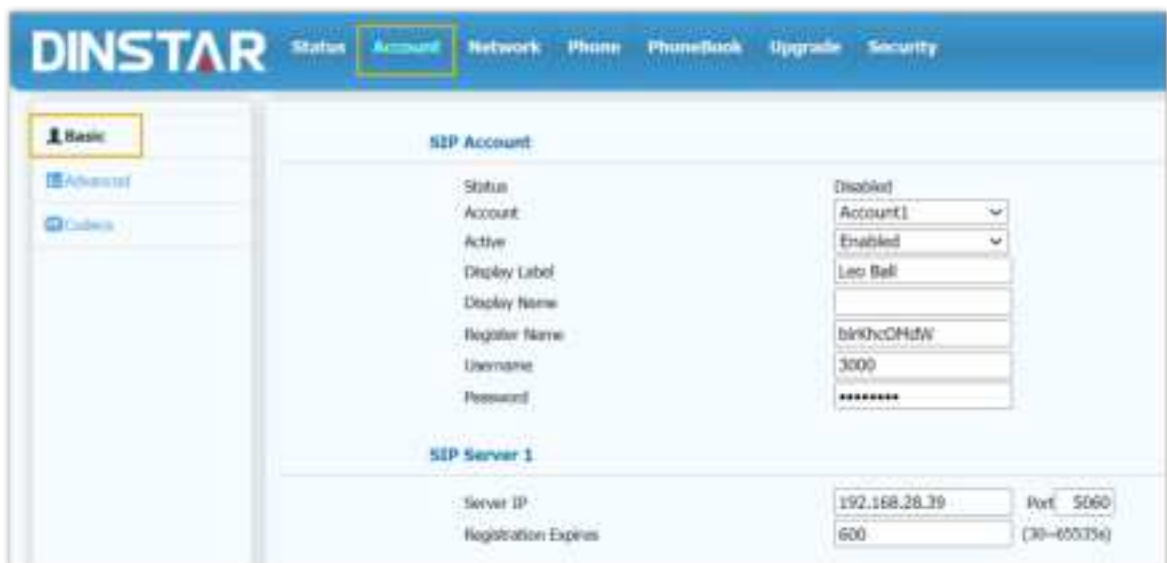 DINSTAR Status Account Network Phone PhoneBook Upgrade Security
Basic
Advanced
Codecs
SIP Account
Status Disabled
Account Account1
Active Enabled
Display Label Leo Ball
Display Name
Register Name
Username 3000
Password ••••••••
SIP Server 1
Server IP 192.168.28.39 Port 5060
Registration Expires 600 (30~65535s)